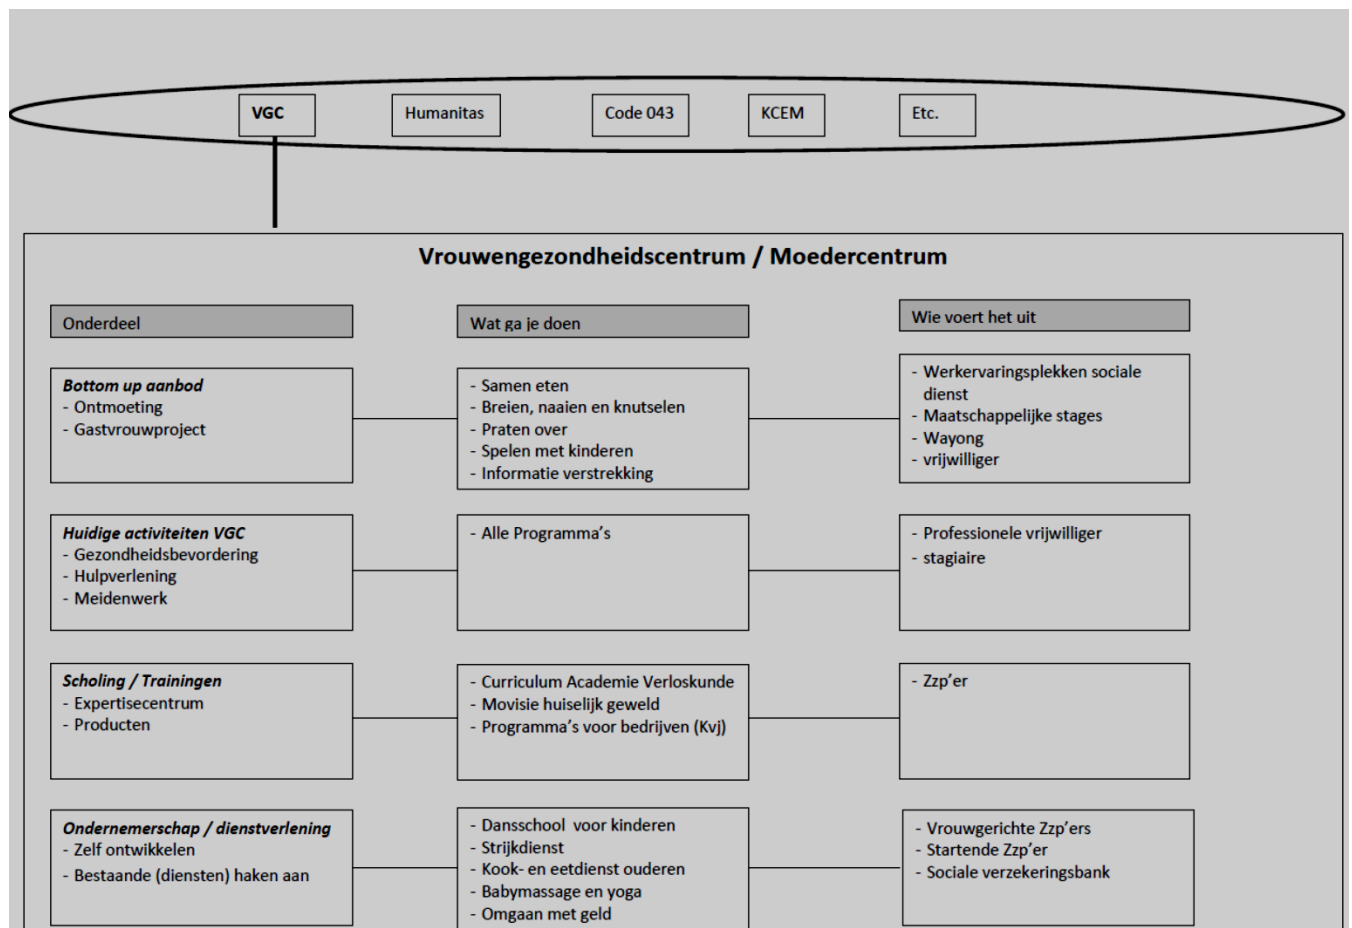 VGC
Humanitas
Code 043
KCEM
Etc.
Vrouwengezondheidscentrum / Moedercentrum
Onderdeel
Wat ga je doen
Wie voert het uit
Bottom up aanbod
- Ontmoeting
- Gastvrouwproject
- Samen eten
- Breien, naaien en knutselen
- Praten over
- Spelen met kinderen
- Informatie verstrekking
- Werkervaringsplekken sociale
dienst
- Maatschappelijke stages
- Wayong
- vrijwilliger
Huidige activiteiten VGC
- Gezondheidsbevordering
- Hulpverlening
- Meidenwerk
- Alle Programma's
- Professionele vrijwilliger
- stagiaire
Scholing / Trainingen
- Expertisecentrum
- Producten
- Curriculum Academie Verloskunde
- Movisie huiselijk geweld
- Programma's voor bedrijven (Kvj)
- Zzp'er
Ondernemerschap / dienstverlening
- Zelf ontwikkelen
- Bestaande (diensten) haken aan
- Dansschool voor kinderen
- Strijkdienst
- Kook- en eetdienst ouderen
- Babymassage en yoga
- Omgaan met geld
- Vrouwgerichte Zzp'ers
- Startende Zzp'er
- Sociale verzekeringsbank